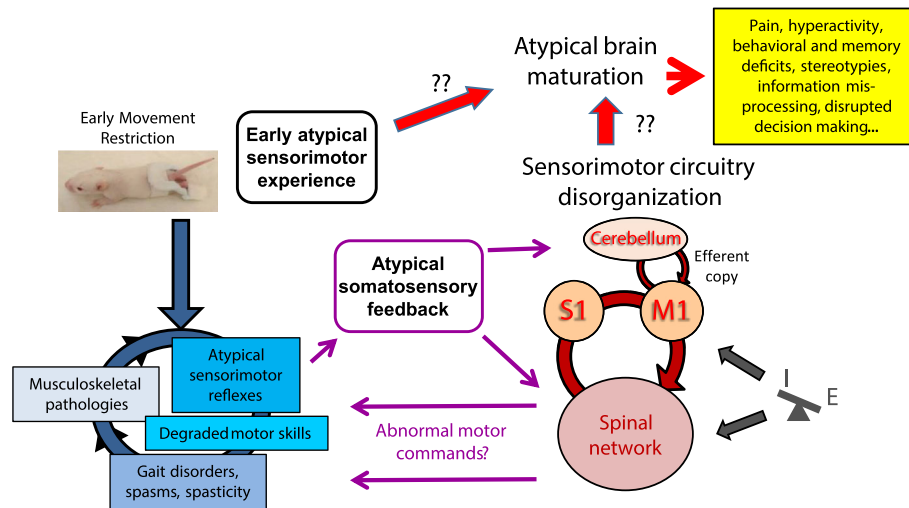 Pain, hyperactivity,
behavioral and memory
deficits, stereotypies,
information mis-
processing, disrupted
decision making...
Atypical brain
maturation
??
??
Early Movement
Restriction
Early atypical
sensorimotor
experience
Sensorimotor circuitry
disorganization
Cerebellum
Efferent
copy
Atypical
somatosensory
feedback
S1
M1
Atypical
sensorimotor
reflexes
Musculoskeletal
pathologies
Degraded motor skills
Gait disorders,
spasms, spasticity
Abnormal motor
commands?
Spinal
network
I
E